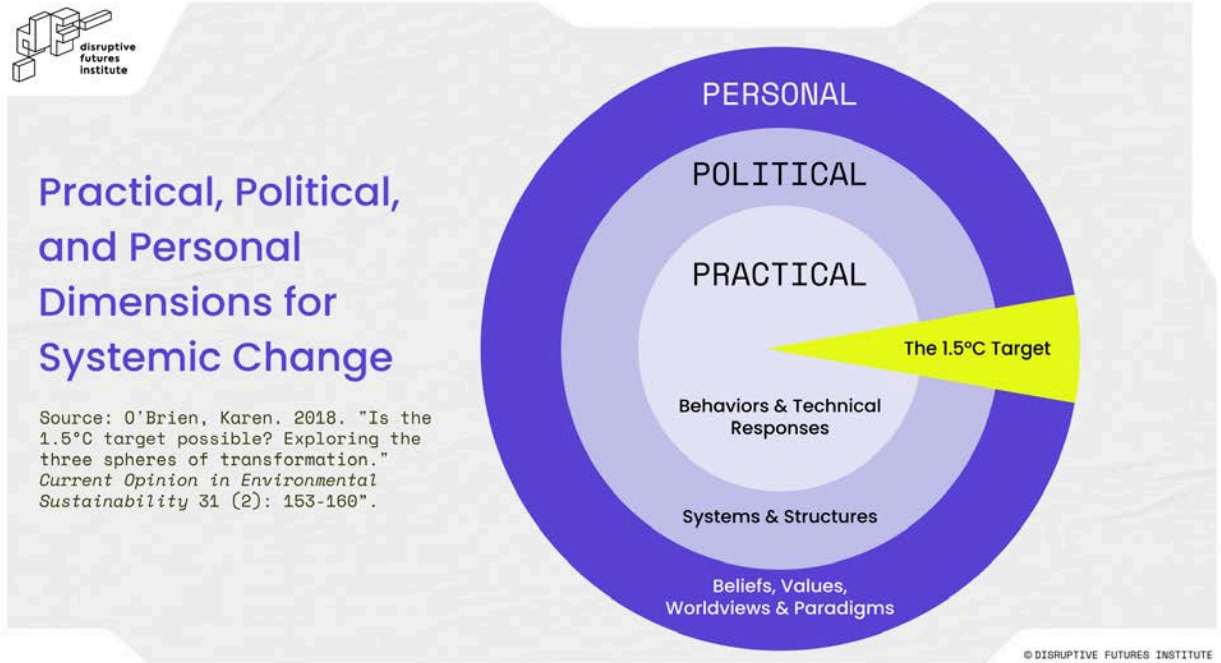 disruptive
futures
institute
Practical, Political,
and Personal
Dimensions for
Systemic Change
Source: O'Brien, Karen. 2018. "Is the
1.5°C target possible? Exploring the
three spheres of transformation."
Current Opinion in Environmental
Sustainability 31 (2): 153-160".
PERSONAL
POLITICAL
PRACTICAL
The 1.5°C Target
Behaviors & Technical
Responses
Systems & Structures
Beliefs, Values,
Worldviews & Paradigms
© DISRUPTIVE FUTURES INSTITUTE